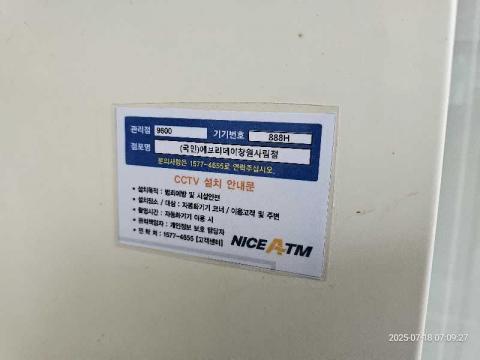 관리점 9600 기기번호 888H
점포명 (국민)에브리데이창원사림점
문의사항은 1577-4655로 연락주십시오.
CCTV 설치 안내문
• 설치목적 : 범죄예방 및 시설안전
• 설치장소 / 대상 : 자동화기기 코너 / 이용고객 및 주변
• 촬영시간 : 자동화기기 이용 시
• 관리책임자 : 개인정보 보호 담당자
• 연 락 처 : 1577-4655 [고객센터]
NICE ATM
2025-07-18 07:09:27